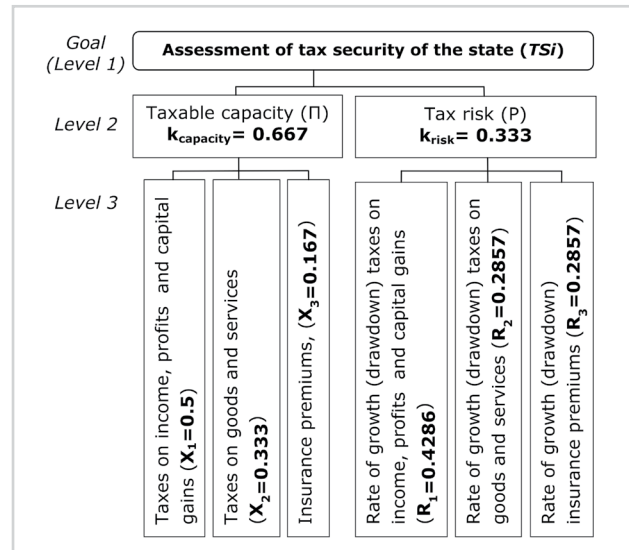 Goal
(Level 1)
Assessment of tax security of the state (TSi)
Level 2
Taxable capacity (П)
k_capacity= 0.667
Tax risk (P)
k_risk= 0.333
Level 3
Taxes on income, profits and capital
gains (X₁=0.5)
Taxes on goods and services
(X₂=0.333)
Insurance premiums, (X₃=0.167)
Rate of growth (drawdown) taxes on
income, profits and capital gains
(R₁=0.4286)
Rate of growth (drawdown) taxes on
goods and services (R₂=0.2857)
Rate of growth (drawdown)
insurance premiums (R₃=0.2857)